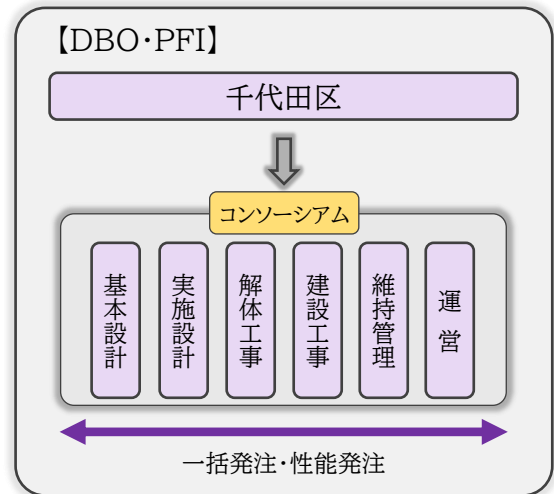 【DBO・PFI】
千代田区
コンソーシアム
基本設計
実施設計
解体工事
建設工事
維持管理
運営
一括発注・性能発注